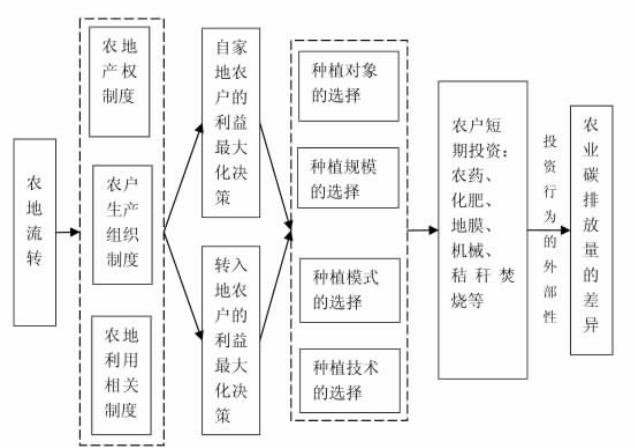 农
地
流
转
农地
产权
制度
农户
生产
组织
制度
农地
利用
相关
制度
自家
地农
户的
利益
最大
化决
策
转入
地农
户的
利益
最大
化决
策
种植对象
的选择
种植规模
的选择
种植模式
的选择
种植技术
的选择
农户短
期投资：
农药、
化肥、
地膜、
机械、
秸秆焚
烧等
投
资
行
为
的
外
部
性
农
业
碳
排
放
量
的
差
异